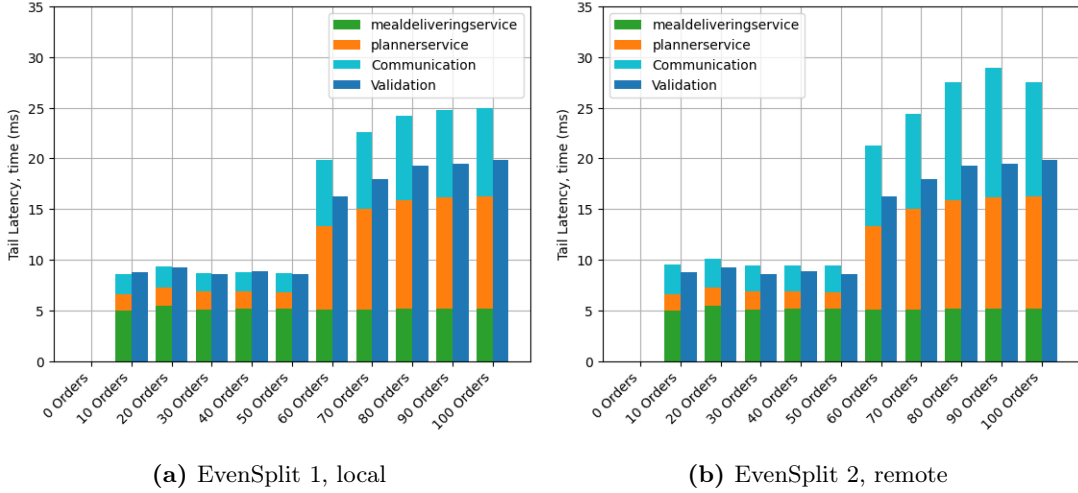 35
30
25
20
15
10
5
0
Tail Latency, time (ms)
mealdeliveringservice
plannerservice
Communication
Validation
0 Orders
10 Orders
20 Orders
30 Orders
40 Orders
50 Orders
60 Orders
70 Orders
80 Orders
90 Orders
100 Orders
(a) EvenSplit 1, local
35
30
25
20
15
10
5
0
Tail Latency, time (ms)
mealdeliveringservice
plannerservice
Communication
Validation
0 Orders
10 Orders
20 Orders
30 Orders
40 Orders
50 Orders
60 Orders
70 Orders
80 Orders
90 Orders
100 Orders
(b) EvenSplit 2, remote